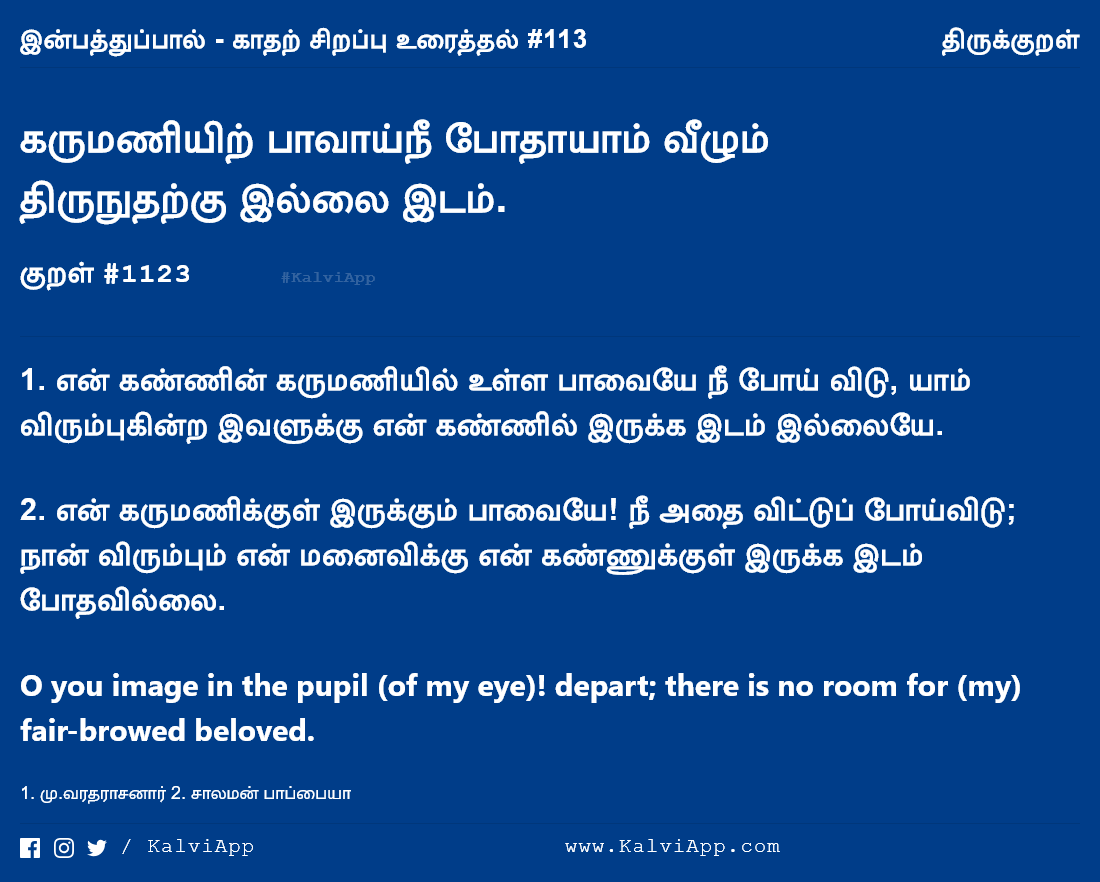 இன்பத்துப்பால் - காதற் சிறப்பு உரைத்தல் #113 திருக்குறள்
கருமணியிற் பாவாய்நீ போதாயாம் வீழும்
திருநுதற்கு இல்லை இடம்.
குறள் #1123 #KalviApp
1. என் கண்ணின் கருமணியில் உள்ள பாவையே நீ போய் விடு, யாம்
விரும்புகின்ற இவளுக்கு என் கண்ணில் இருக்க இடம் இல்லையே.
2. என் கருமணிக்குள் இருக்கும் பாவையே! நீ அதை விட்டுப் போய்விடு;
நான் விரும்பும் என் மனைவிக்கு என் கண்ணுக்குள் இருக்க இடம்
போதவில்லை.
O you image in the pupil (of my eye)! depart; there is no room for (my)
fair-browed beloved.
1. மு.வரதராசனார் 2. சாலமன் பாப்பையா
/ KalviApp www.KalviApp.com